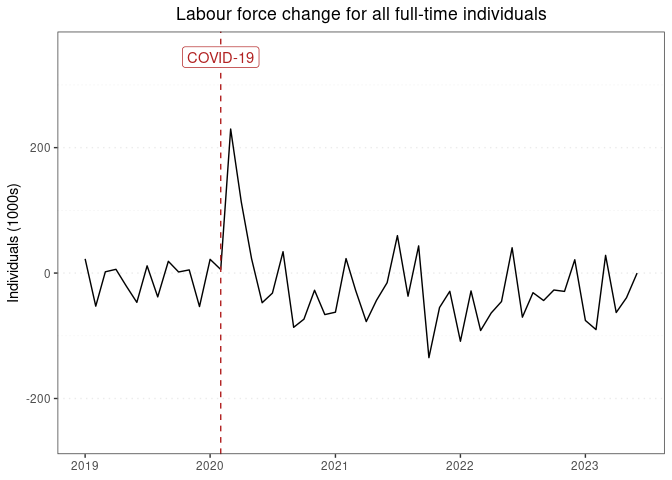 Labour force change for all full-time individuals
COVID-19
Individuals (1000s)
200
0
-200
2019 2020 2021 2022 2023